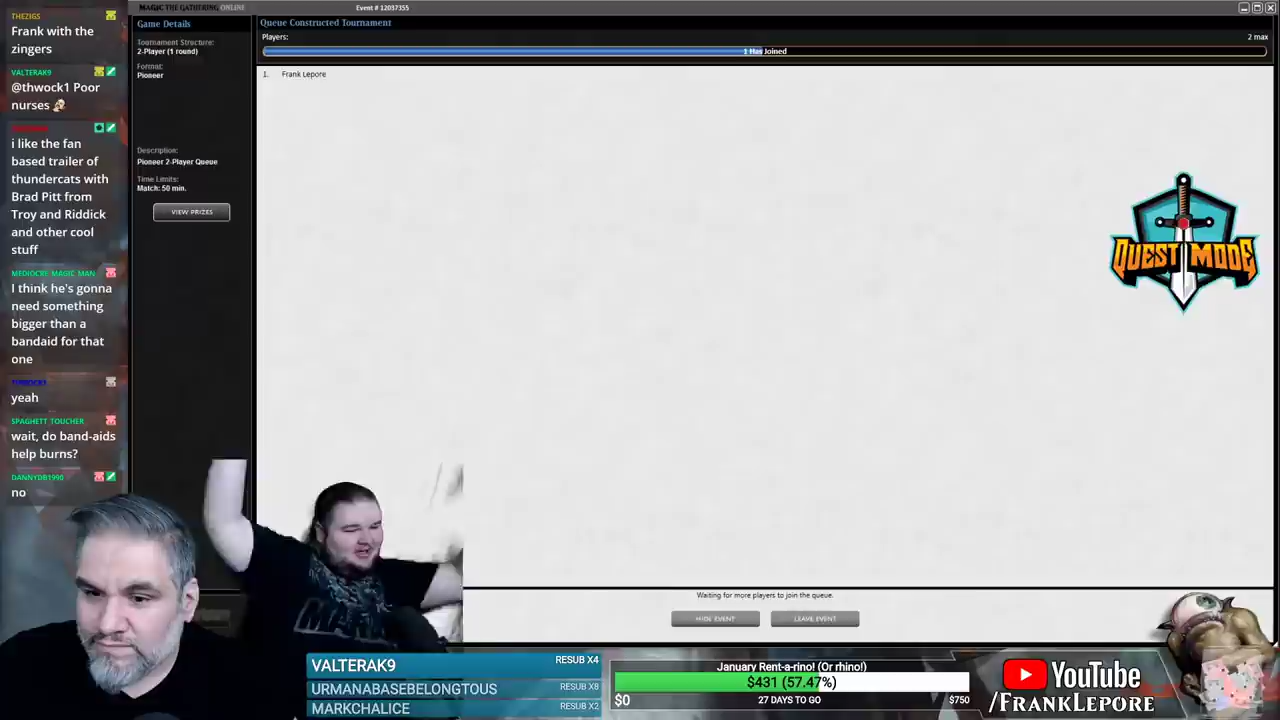 THEZIGS
Frank with the
zingers
VALTERAK9
@thwock1 Poor
nurses
i like the fan
based trailer of
thundercats with
Brad Pitt from
Troy and Riddick
and other cool
stuff
MEDIOCRE MAGIC MAN
I think he's gonna
need something
bigger than a
bandaid for that
one
yeah
SPAGHETT TOUCHER
wait, do band-aids
help burns?
DANNYDB1990
no
MAGIC THE GATHERING ONLINE
Event # 12037355
Game Details
Tournament Structure:
2-Player (1 round)
Format:
Pioneer
Description:
Pioneer 2-Player Queue
Time Limits:
Match: 50 min.
VIEW PRIZES
Queue Constructed Tournament
Players:
2 max
1 Has Joined
1. Frank Lepore
QUEST MODE
Waiting for more players to join the queue.
HIDE EVENT
LEAVE EVENT
VALTERAK9 RESUB X4
URMANABASEBELONGTOUS RESUB X8
MARKCHALICE RESUB X2
January Rent-a-rino! (Or rhino!)
$431 (57.47%)
$0 27 DAYS TO GO $750
YouTube
/FRANKLEPORE